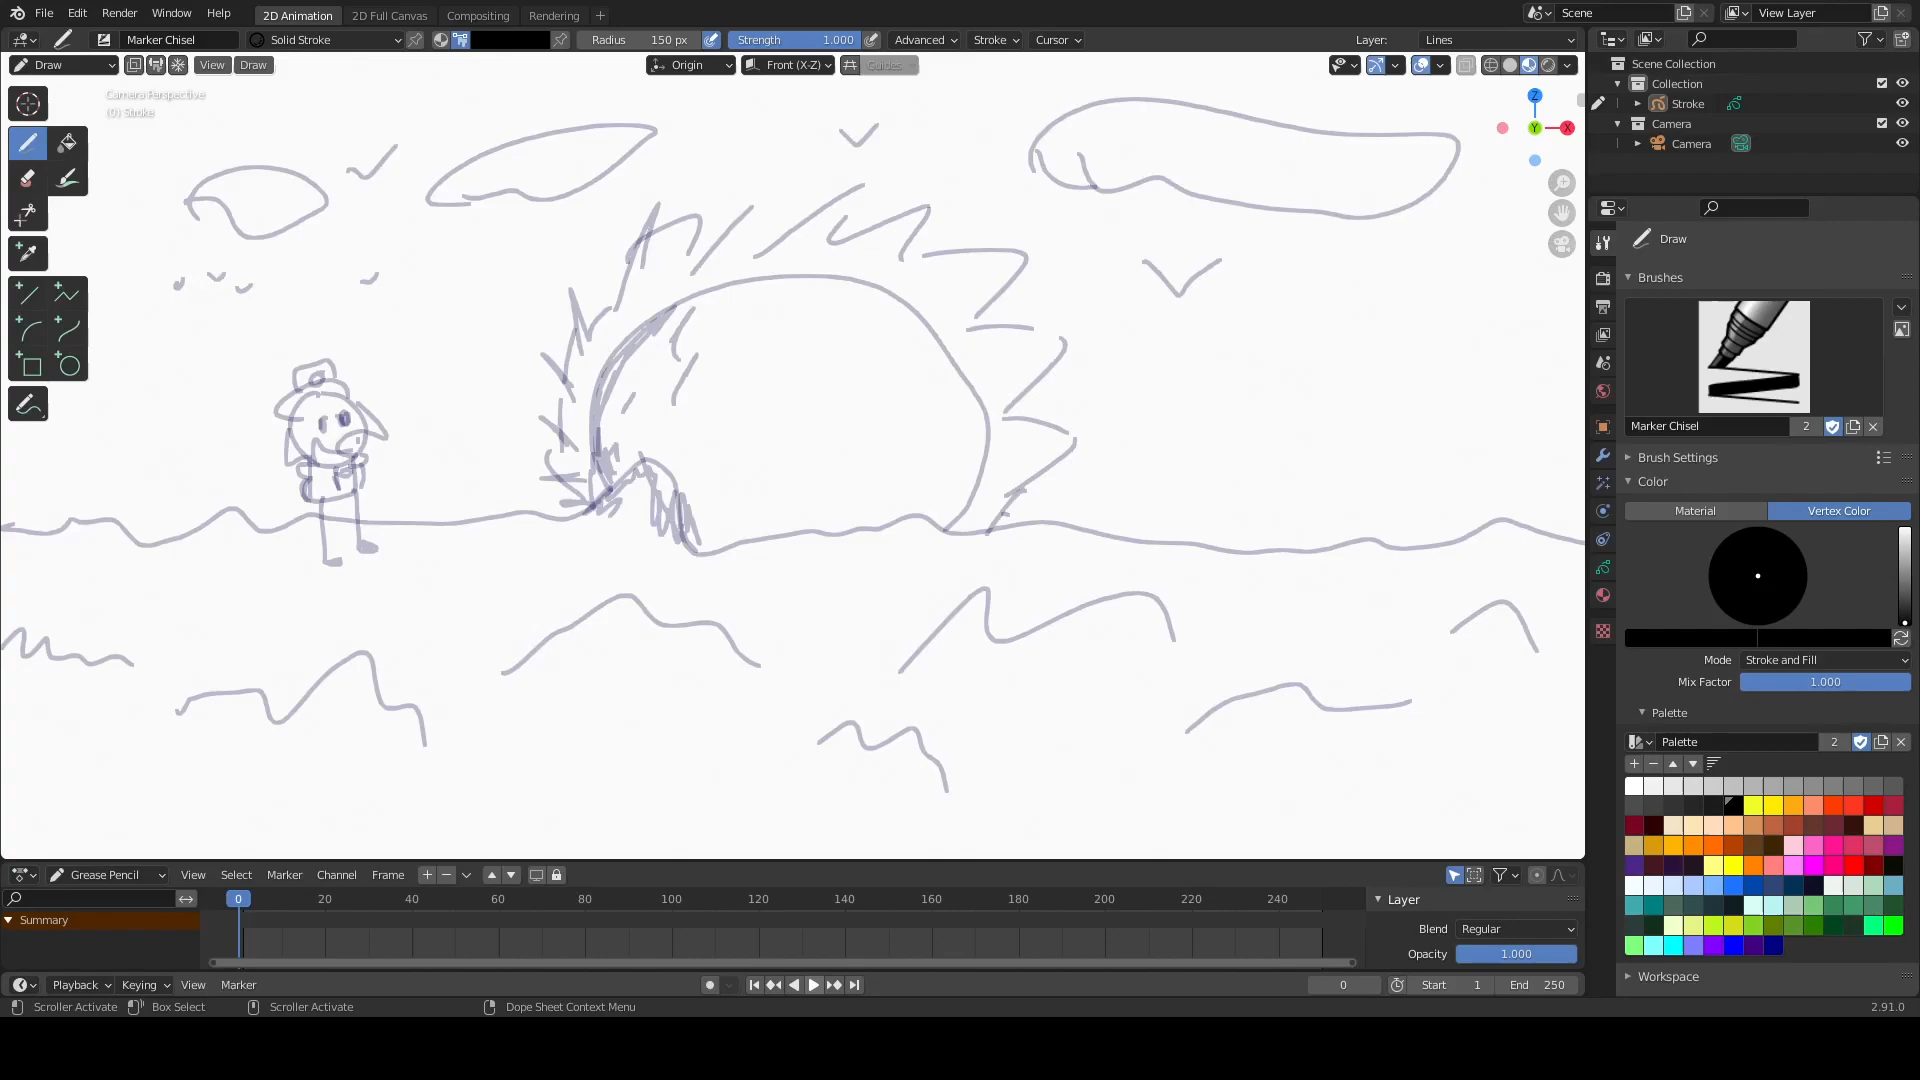 File Edit Render Window Help 2D Animation 2D Full Canvas Compositing Rendering + Scene View Layer
Marker Chisel Solid Stroke Radius 150 px Strength 1.000 Advanced Stroke Cursor Layer: Lines
Draw View Draw Origin Front (X-Z) Guides
Camera Perspective
(0) Stroke
Z
Y
X
Scene Collection
Collection
Stroke
Camera
Camera
Draw
Brushes
Marker Chisel 2
Brush Settings
Color
Material Vertex Color
Mode Stroke and Fill
Mix Factor 1.000
Palette
Palette 2
Workspace
Grease Pencil View Select Marker Channel Frame
0 20 40 60 80 100 120 140 160 180 200 220 240
Summary
Layer
Blend Regular
Opacity 1.000
Playback Keying View Marker 0 Start 1 End 250
Scroller Activate Box Select Scroller Activate Dope Sheet Context Menu 2.91.0